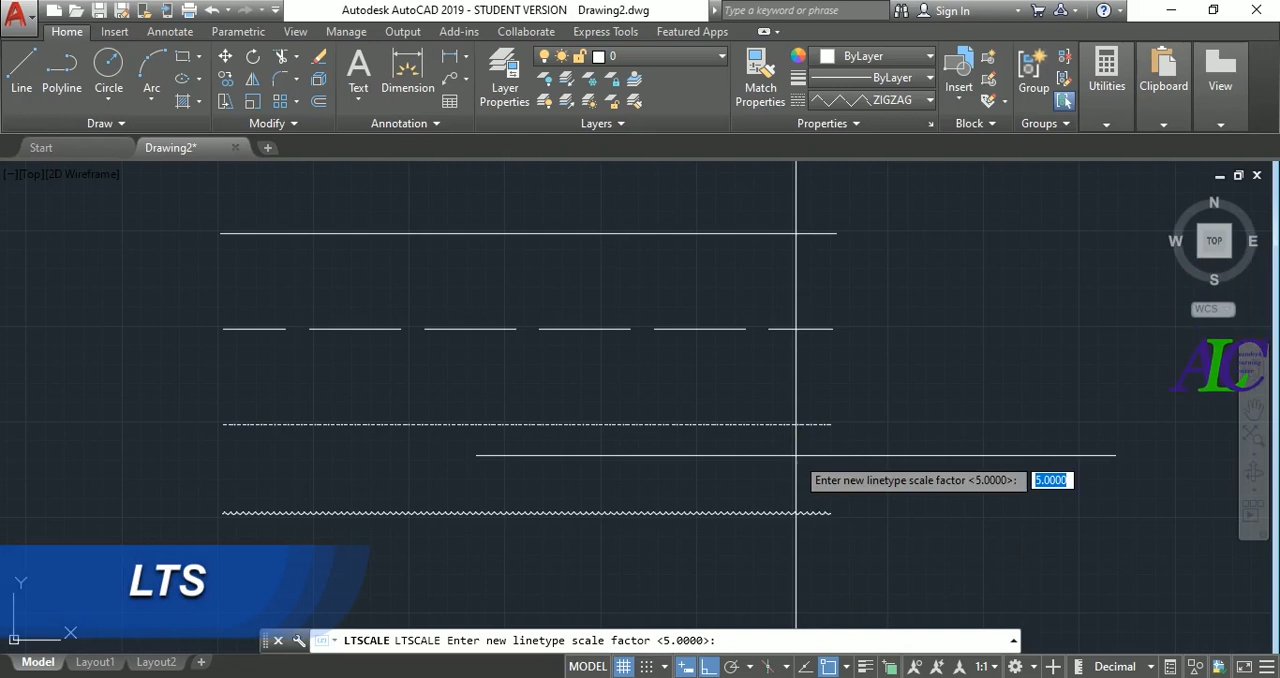 Autodesk AutoCAD 2019 - STUDENT VERSION Drawing2.dwg
Type a keyword or phrase
Sign In
Home Insert Annotate Parametric View Manage Output Add-ins Collaborate Express Tools Featured Apps
0
ByLayer
ByLayer
ZIGZAG
Line Polyline Circle Arc
Text Dimension
Layer Properties
Match Properties
Insert
Group
Utilities
Clipboard
View
Draw Modify Annotation Layers Properties Block Groups
Start Drawing2*
[−][Top][2D Wireframe]
N
W TOP E
S
WCS
ALC
Enter new linetype scale factor <5.0000>: 5.0000
LTS
Y
X
LTSCALE LTSCALE Enter new linetype scale factor <5.0000>:
Model Layout1 Layout2
MODEL 1:1 Decimal